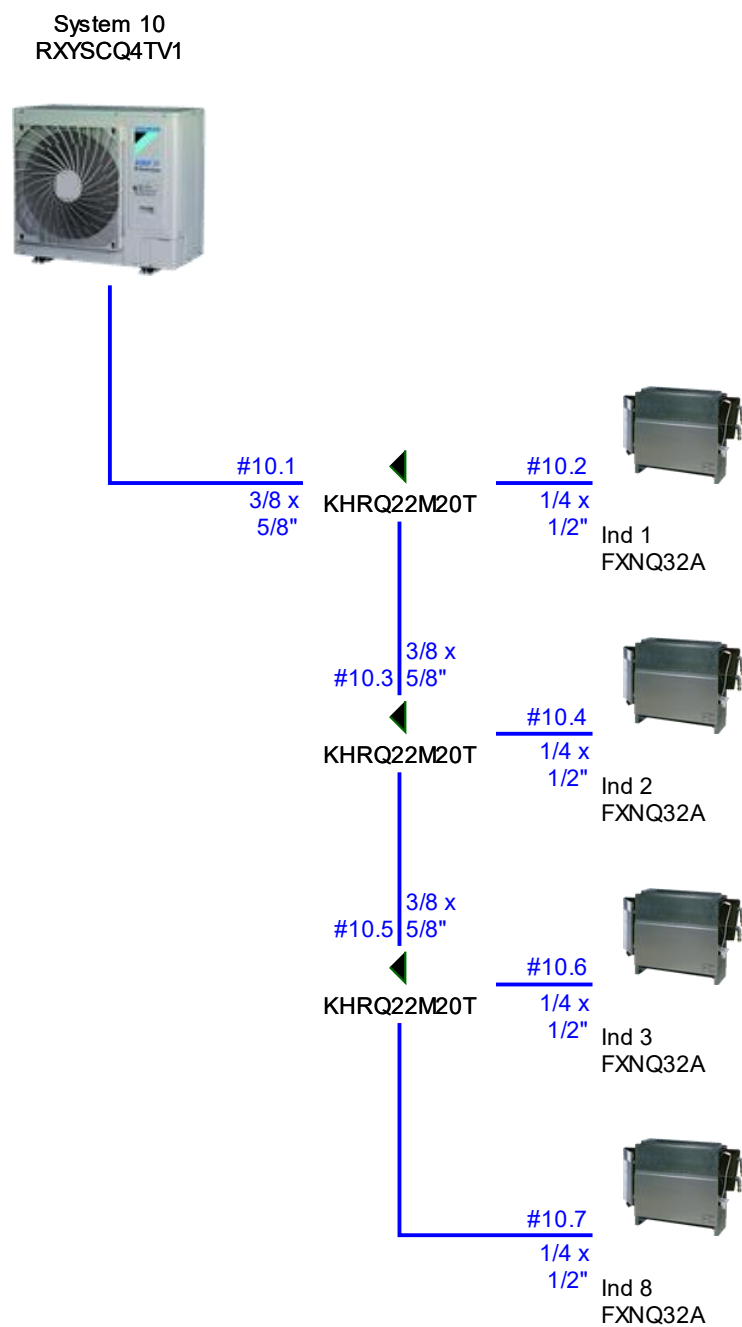 System 10
RXYSCQ4TV1
#10.1
3/8 x
5/8"
KHRQ22M20T
#10.2
1/4 x
1/2"
Ind 1
FXNQ32A
3/8 x
#10.3 5/8"
KHRQ22M20T
#10.4
1/4 x
1/2"
Ind 2
FXNQ32A
3/8 x
#10.5 5/8"
KHRQ22M20T
#10.6
1/4 x
1/2"
Ind 3
FXNQ32A
#10.7
1/4 x
1/2"
Ind 8
FXNQ32A